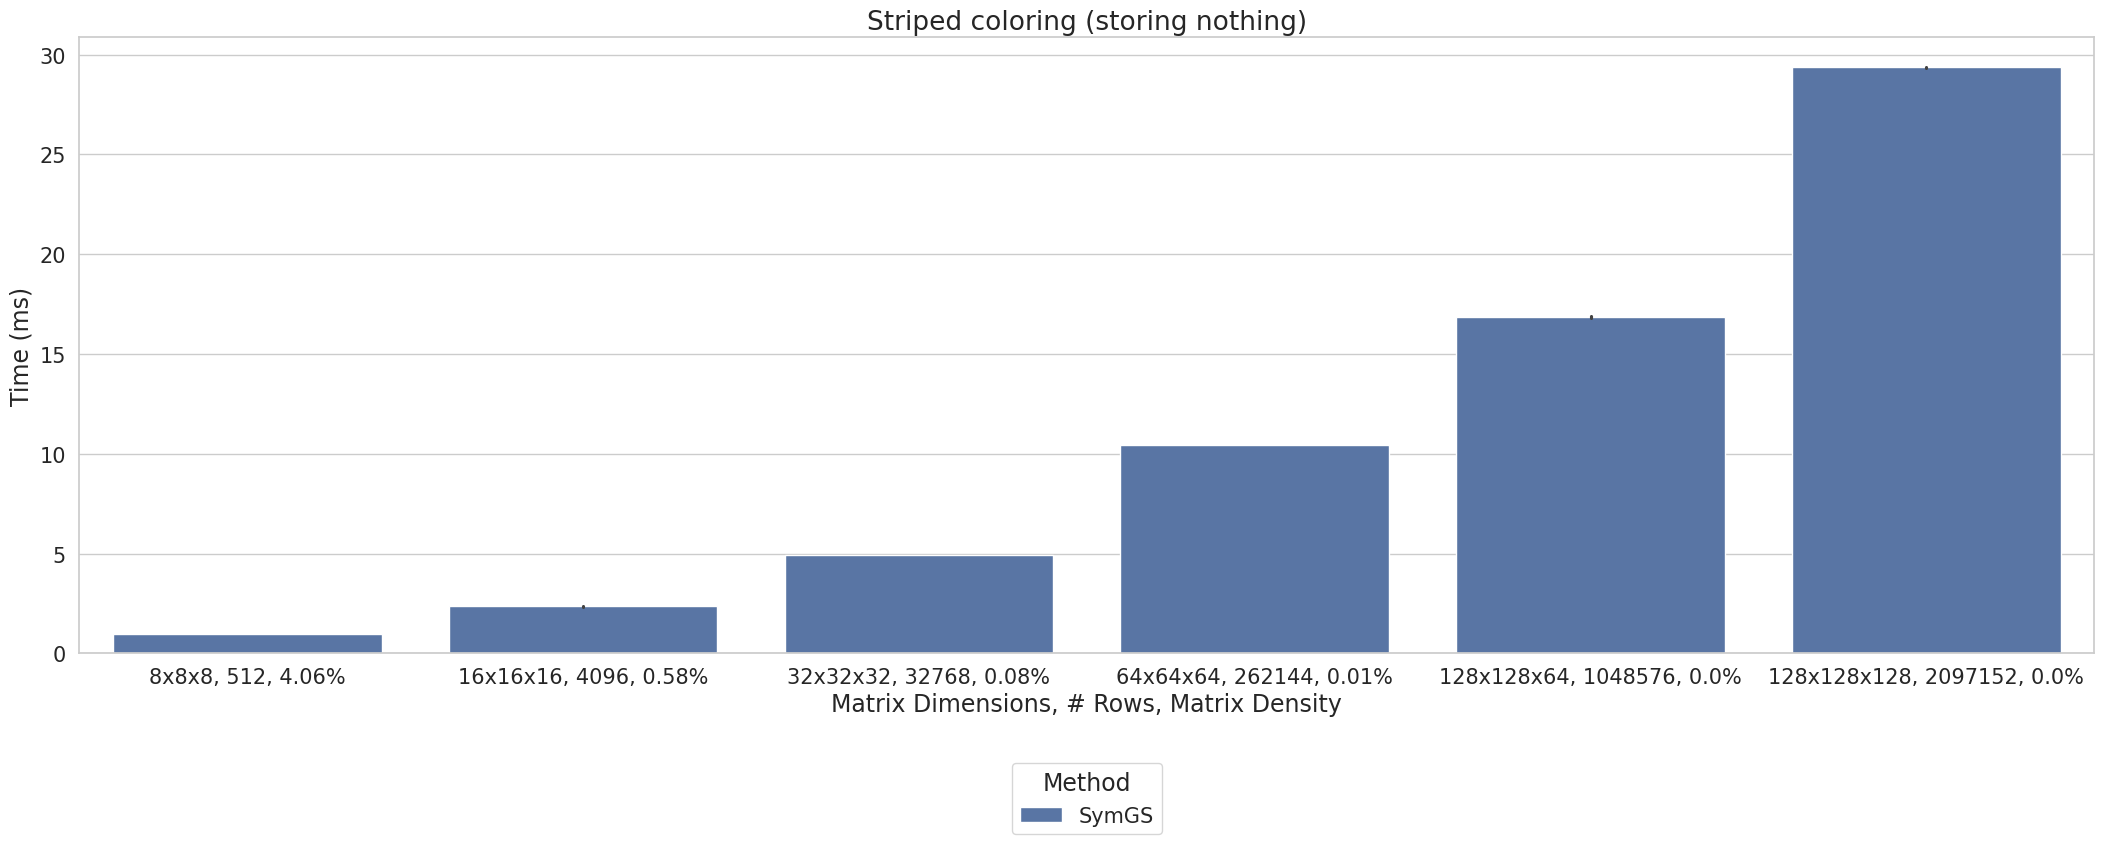 Striped coloring (storing nothing)
30
25
20
15
10
5
0
Time (ms)
8x8x8, 512, 4.06%
16x16x16, 4096, 0.58%
32x32x32, 32768, 0.08%
64x64x64, 262144, 0.01%
128x128x64, 1048576, 0.0%
128x128x128, 2097152, 0.0%
Matrix Dimensions, # Rows, Matrix Density
Method
SymGS